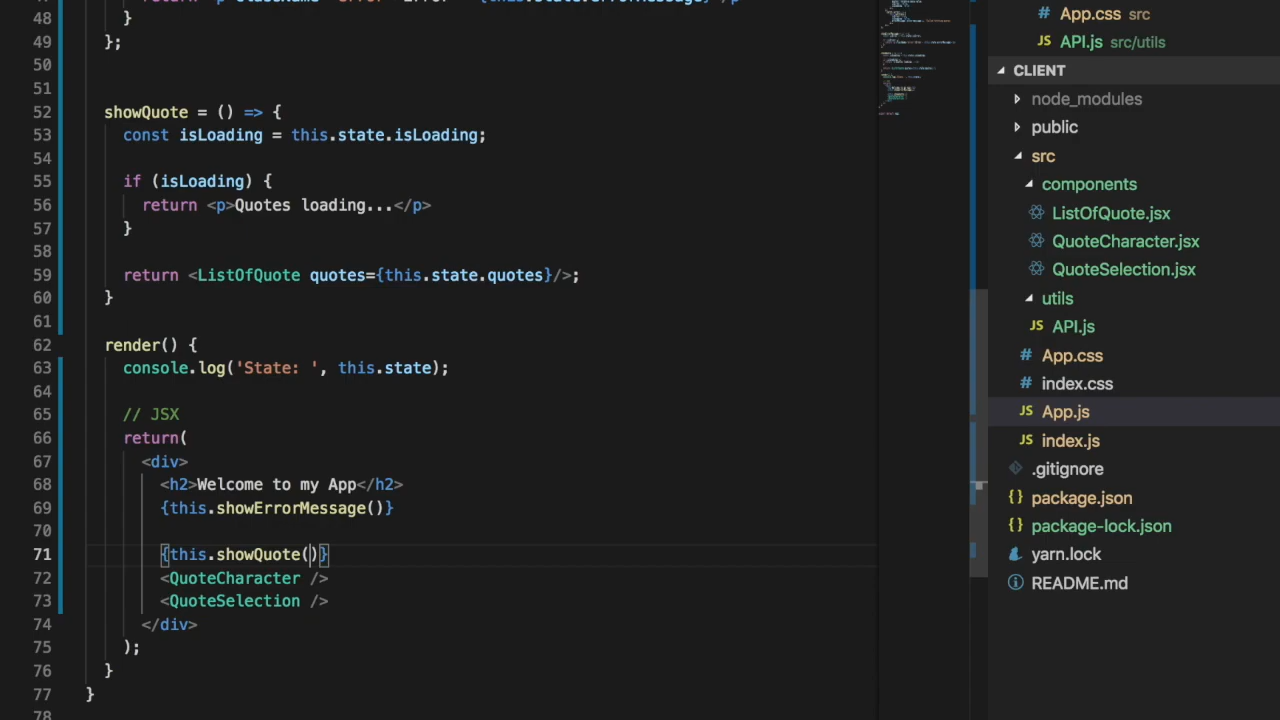 48 }
49 };
50
51
52 showQuote = () => {
53 const isLoading = this.state.isLoading;
54
55 if (isLoading) {
56 return <p>Quotes loading...</p>
57 }
58
59 return <ListOfQuote quotes={this.state.quotes}/>;
60 }
61
62 render() {
63 console.log('State: ', this.state);
64
65 // JSX
66 return(
67 <div>
68 <h2>Welcome to my App</h2>
69 {this.showErrorMessage()}
70
71 {this.showQuote()}
72 <QuoteCharacter />
73 <QuoteSelection />
74 </div>
75 );
76 }
77 }
78
# App.css src
JS API.js src/utils
CLIENT
node_modules
public
src
components
ListOfQuote.jsx
QuoteCharacter.jsx
QuoteSelection.jsx
utils
JS API.js
# App.css
# index.css
JS App.js
JS index.js
.gitignore
{} package.json
{} package-lock.json
yarn.lock
README.md